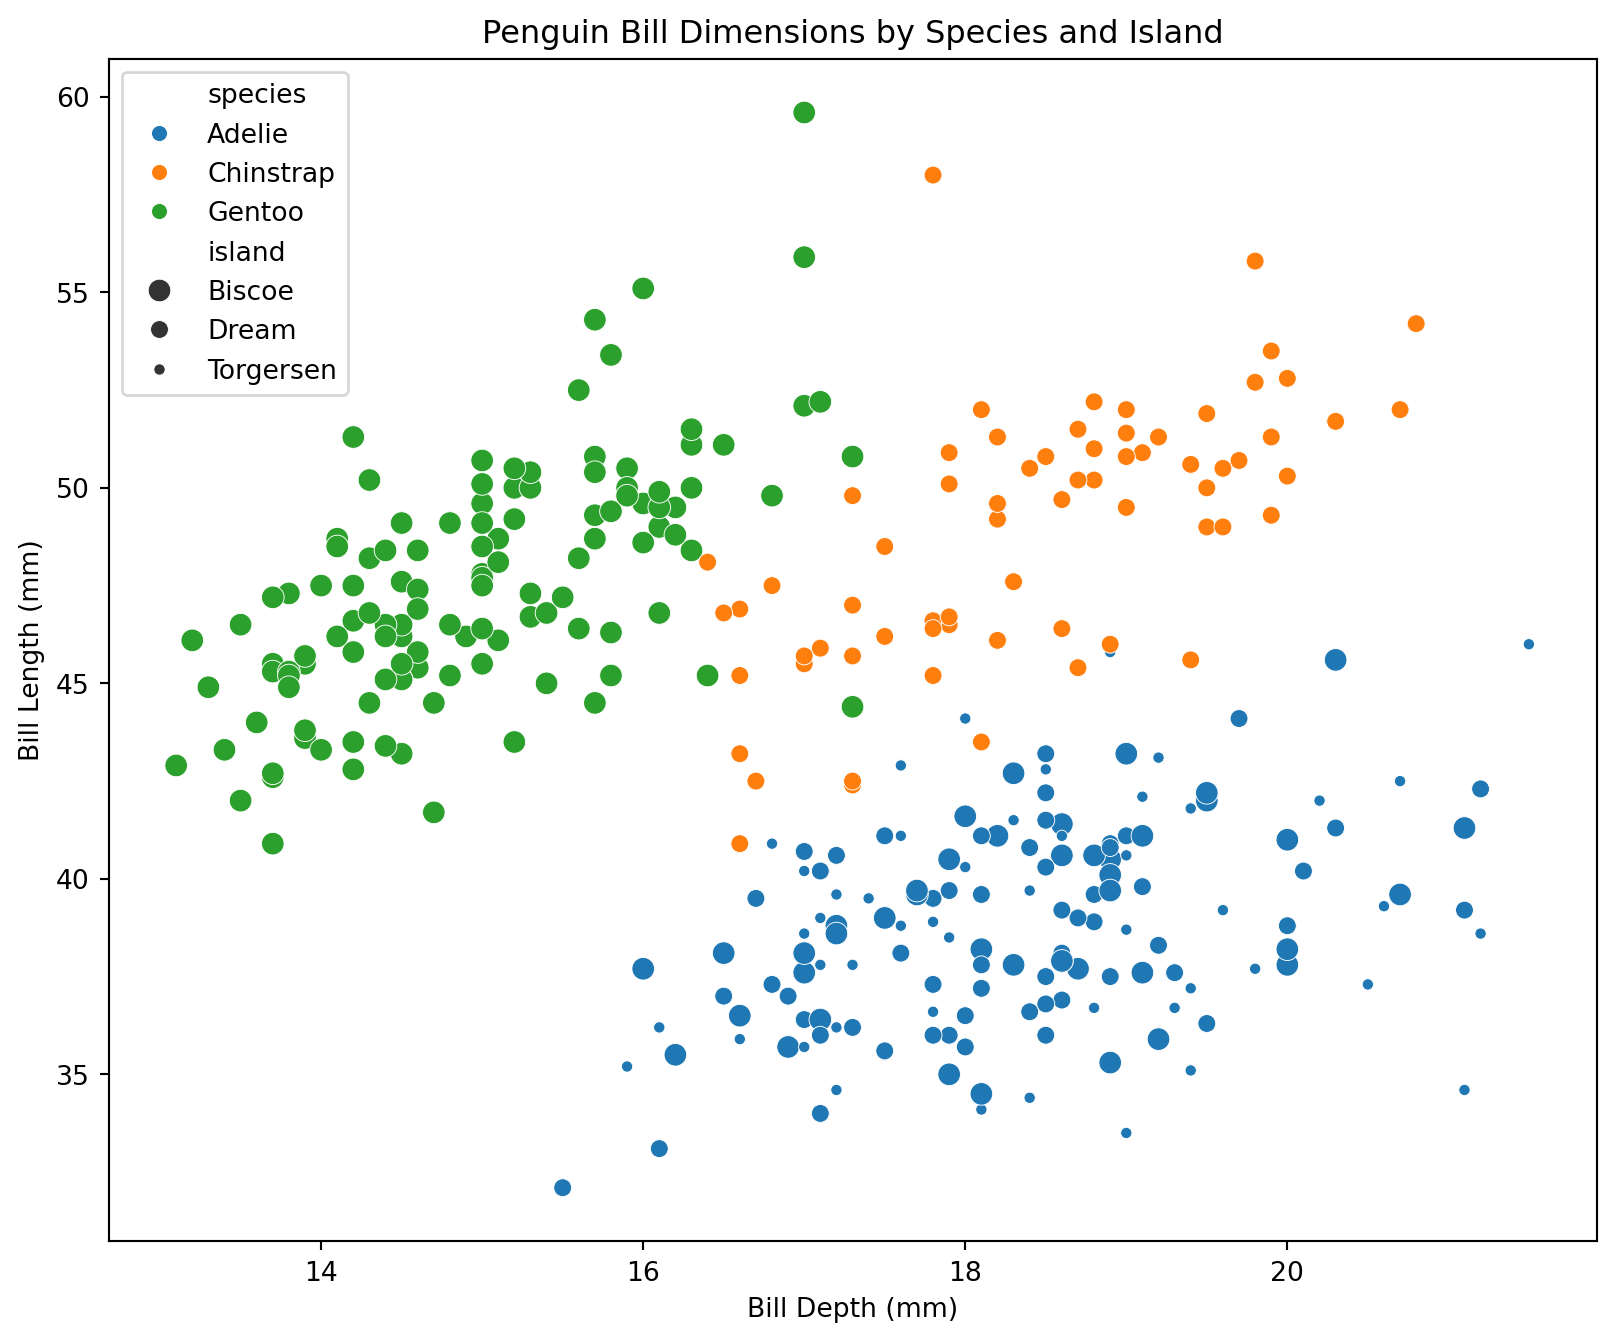 Penguin Bill Dimensions by Species and Island
species
Adelie
Chinstrap
Gentoo
island
Biscoe
Dream
Torgersen
Bill Length (mm)
60
55
50
45
40
35
14 16 18 20
Bill Depth (mm)